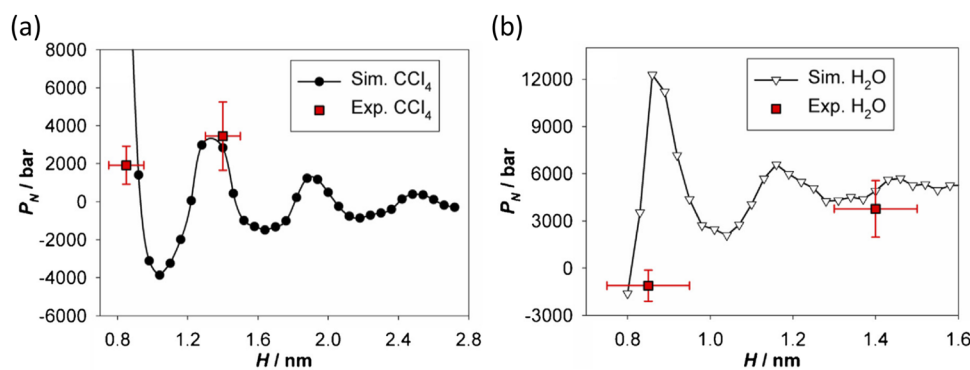 (a)
8000
6000
4000
2000
0
-2000
-4000
-6000
P_N / bar
0.8 1.2 1.6 2.0 2.4 2.8
H / nm
Sim. CCl₄
Exp. CCl₄
(b)
12000
9000
6000
3000
0
-3000
P_N / bar
0.8 1.0 1.2 1.4 1.6
H / nm
Sim. H₂O
Exp. H₂O